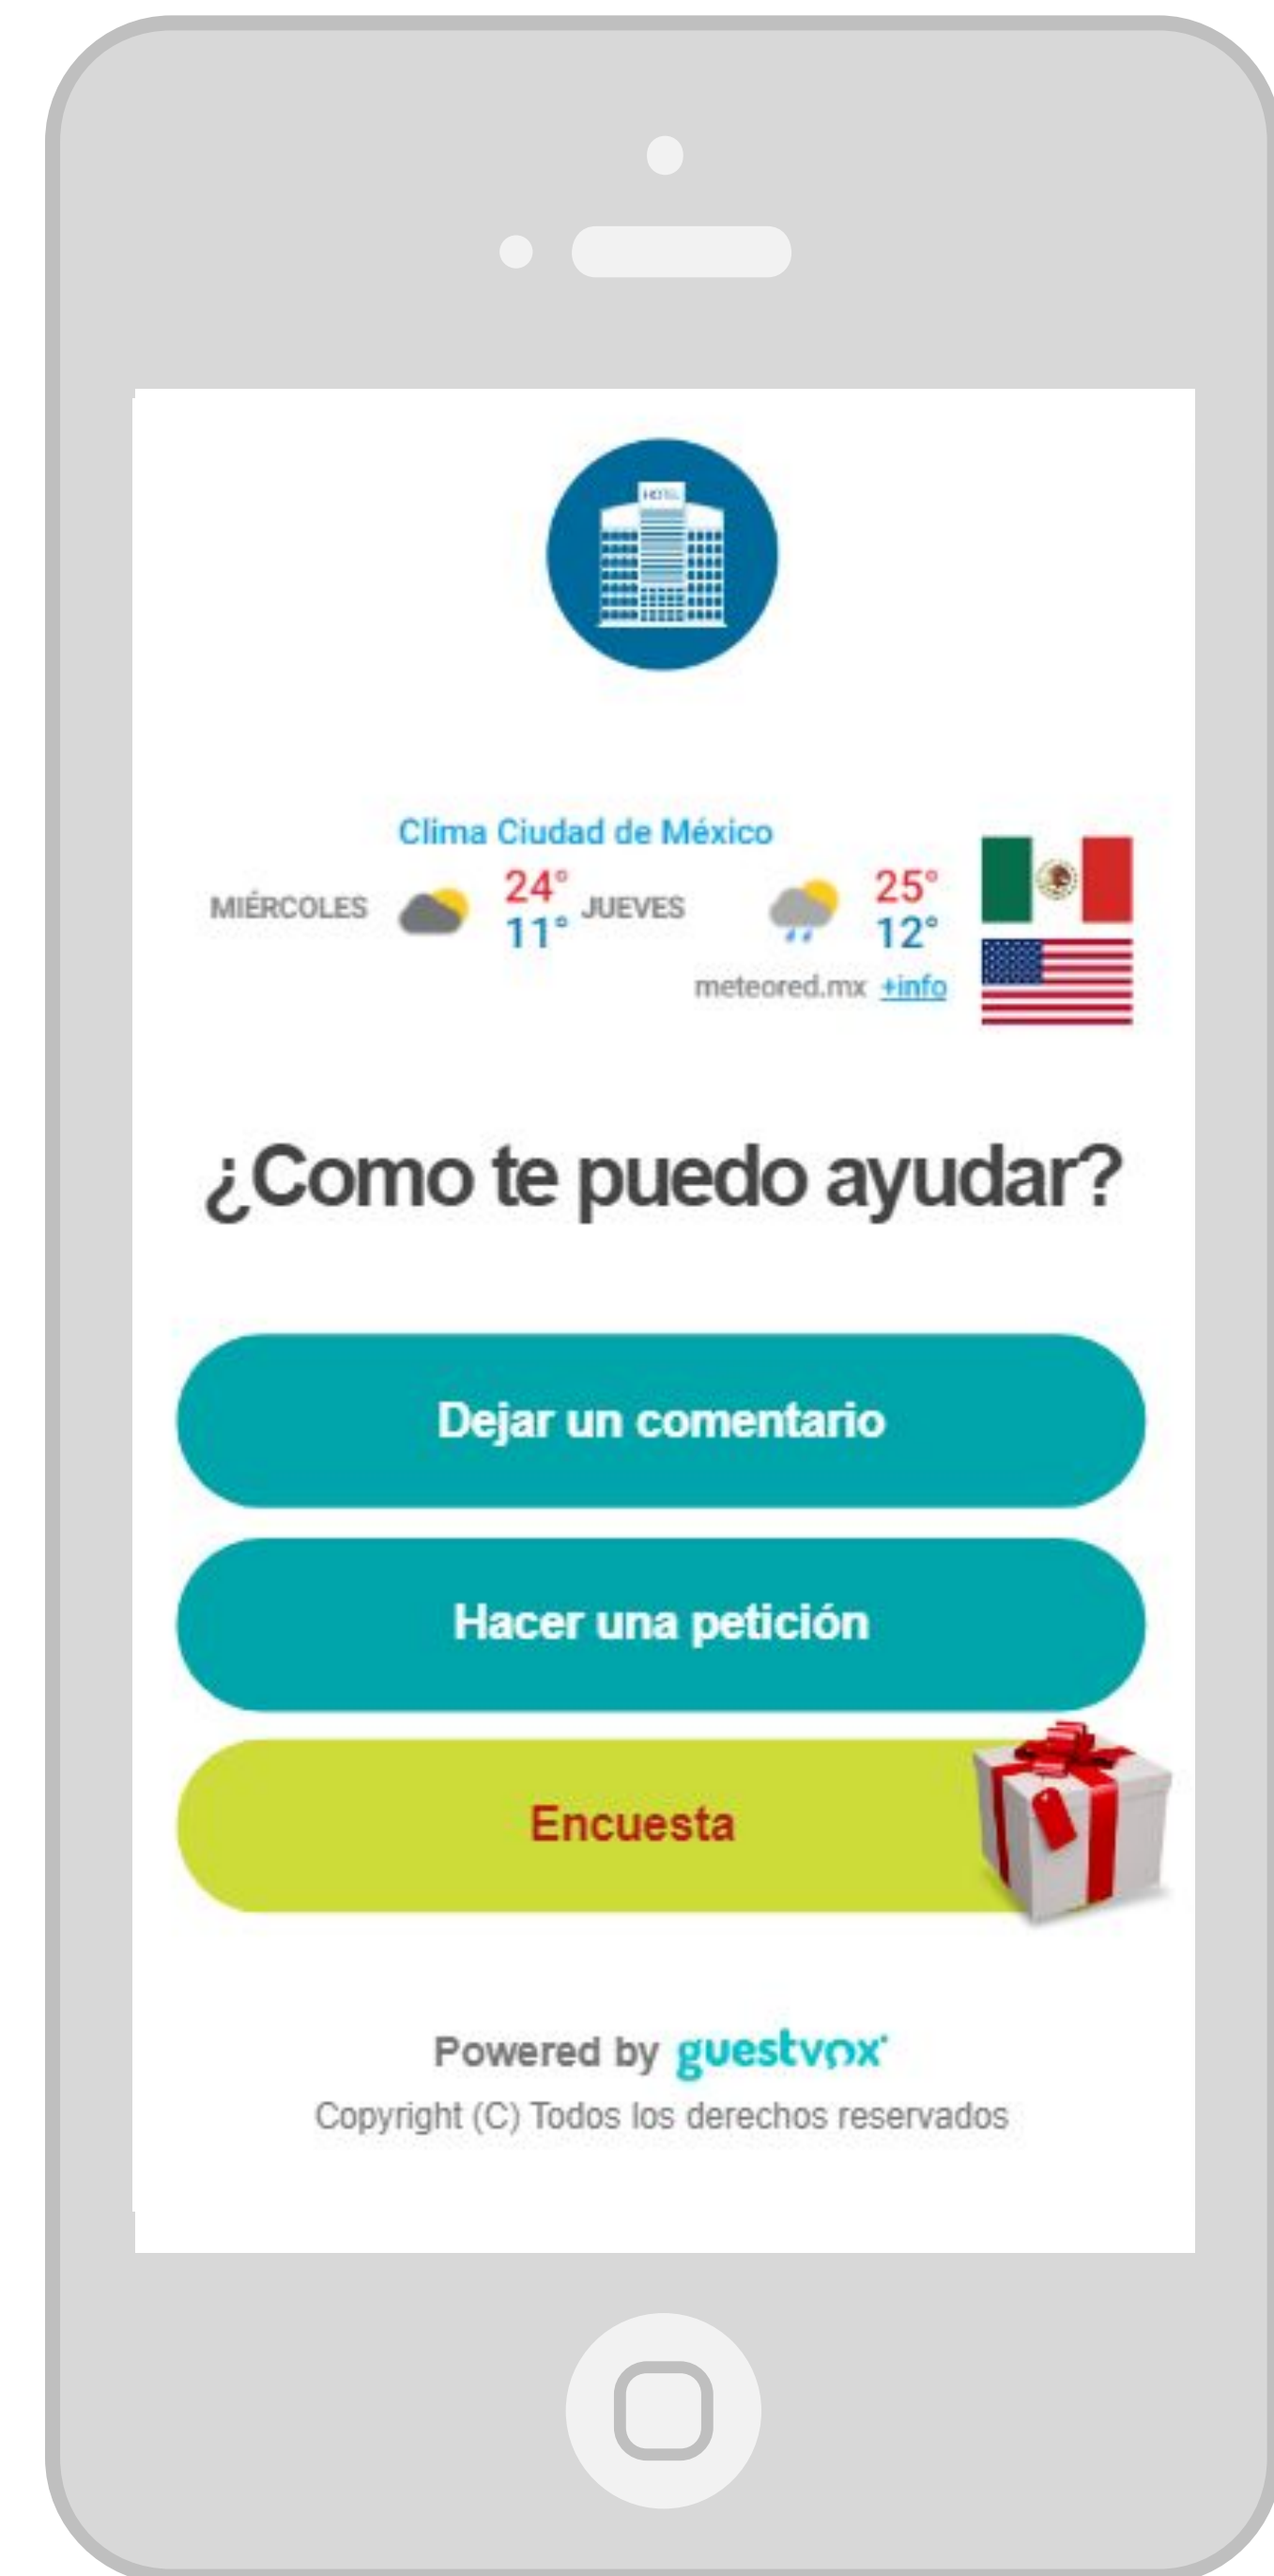 HOTEL
Clima Ciudad de México
MIÉRCOLES 24° 11° JUEVES 25° 12°
meteored.mx +info
¿Como te puedo ayudar?
Dejar un comentario
Hacer una petición
Encuesta
Powered by guestvox
Copyright (C) Todos los derechos reservados